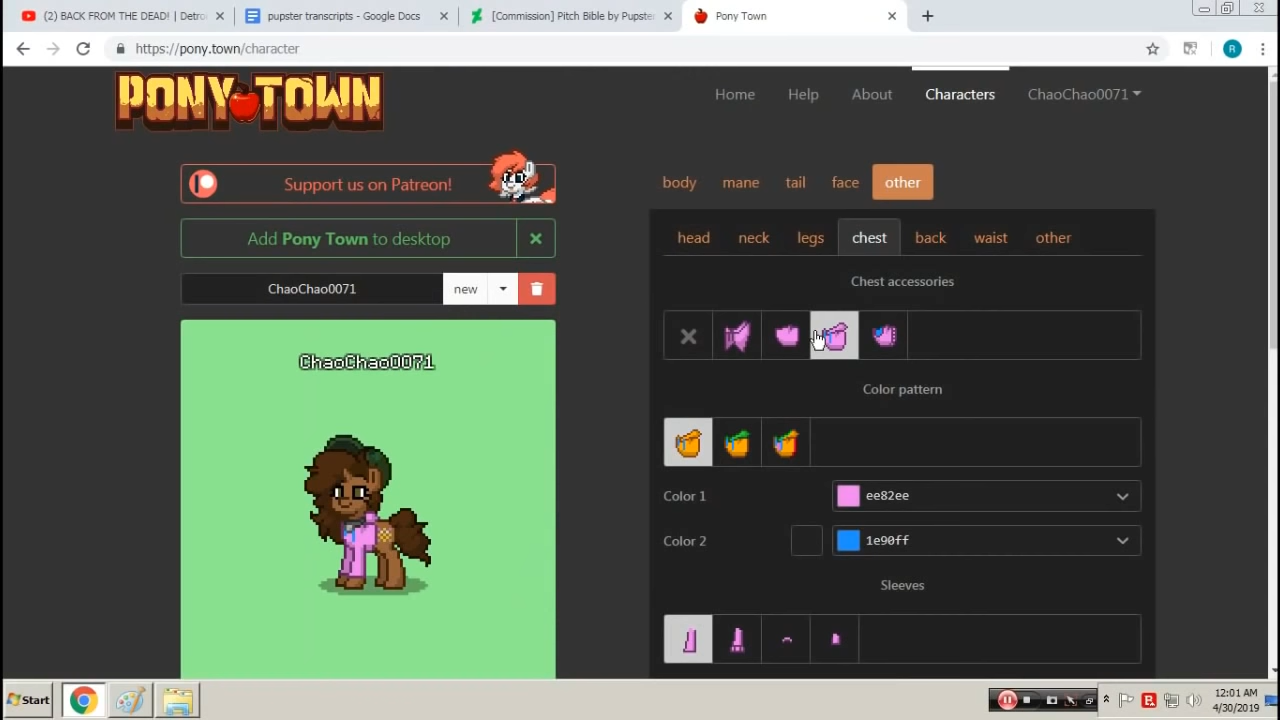 (2) BACK FROM THE DEAD! | Detro
pupster transcripts - Google Docs
[Commission] Pitch Bible by Pupster
Pony Town
https://pony.town/character
R
PONY TOWN
Home
Help
About
Characters
ChaoChao0071
Support us on Patreon!
Add Pony Town to desktop
ChaoChao0071
new
ChaoChao0071
body
mane
tail
face
other
head
neck
legs
chest
back
waist
other
Chest accessories
Color pattern
Color 1
ee82ee
Color 2
1e90ff
Sleeves
Start
B
12:01 AM
4/30/2019